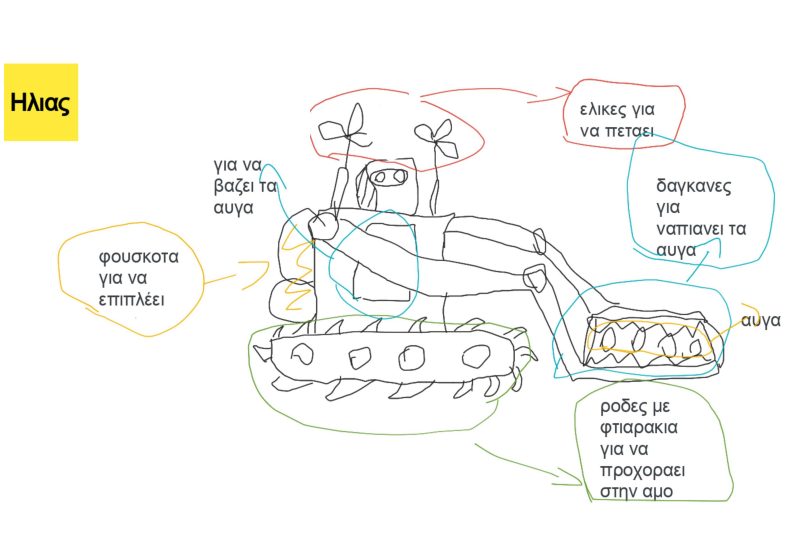 Ηλιας
ελικες για
να πεταει
για να
βαζει τα
αυγα
δαγκανες
για
ναπιανει τα
αυγα
φουσκοτα
για να
επιπλέει
αυγα
ροδες με
φτιαρακια
για να
προχοραει
στην αμο